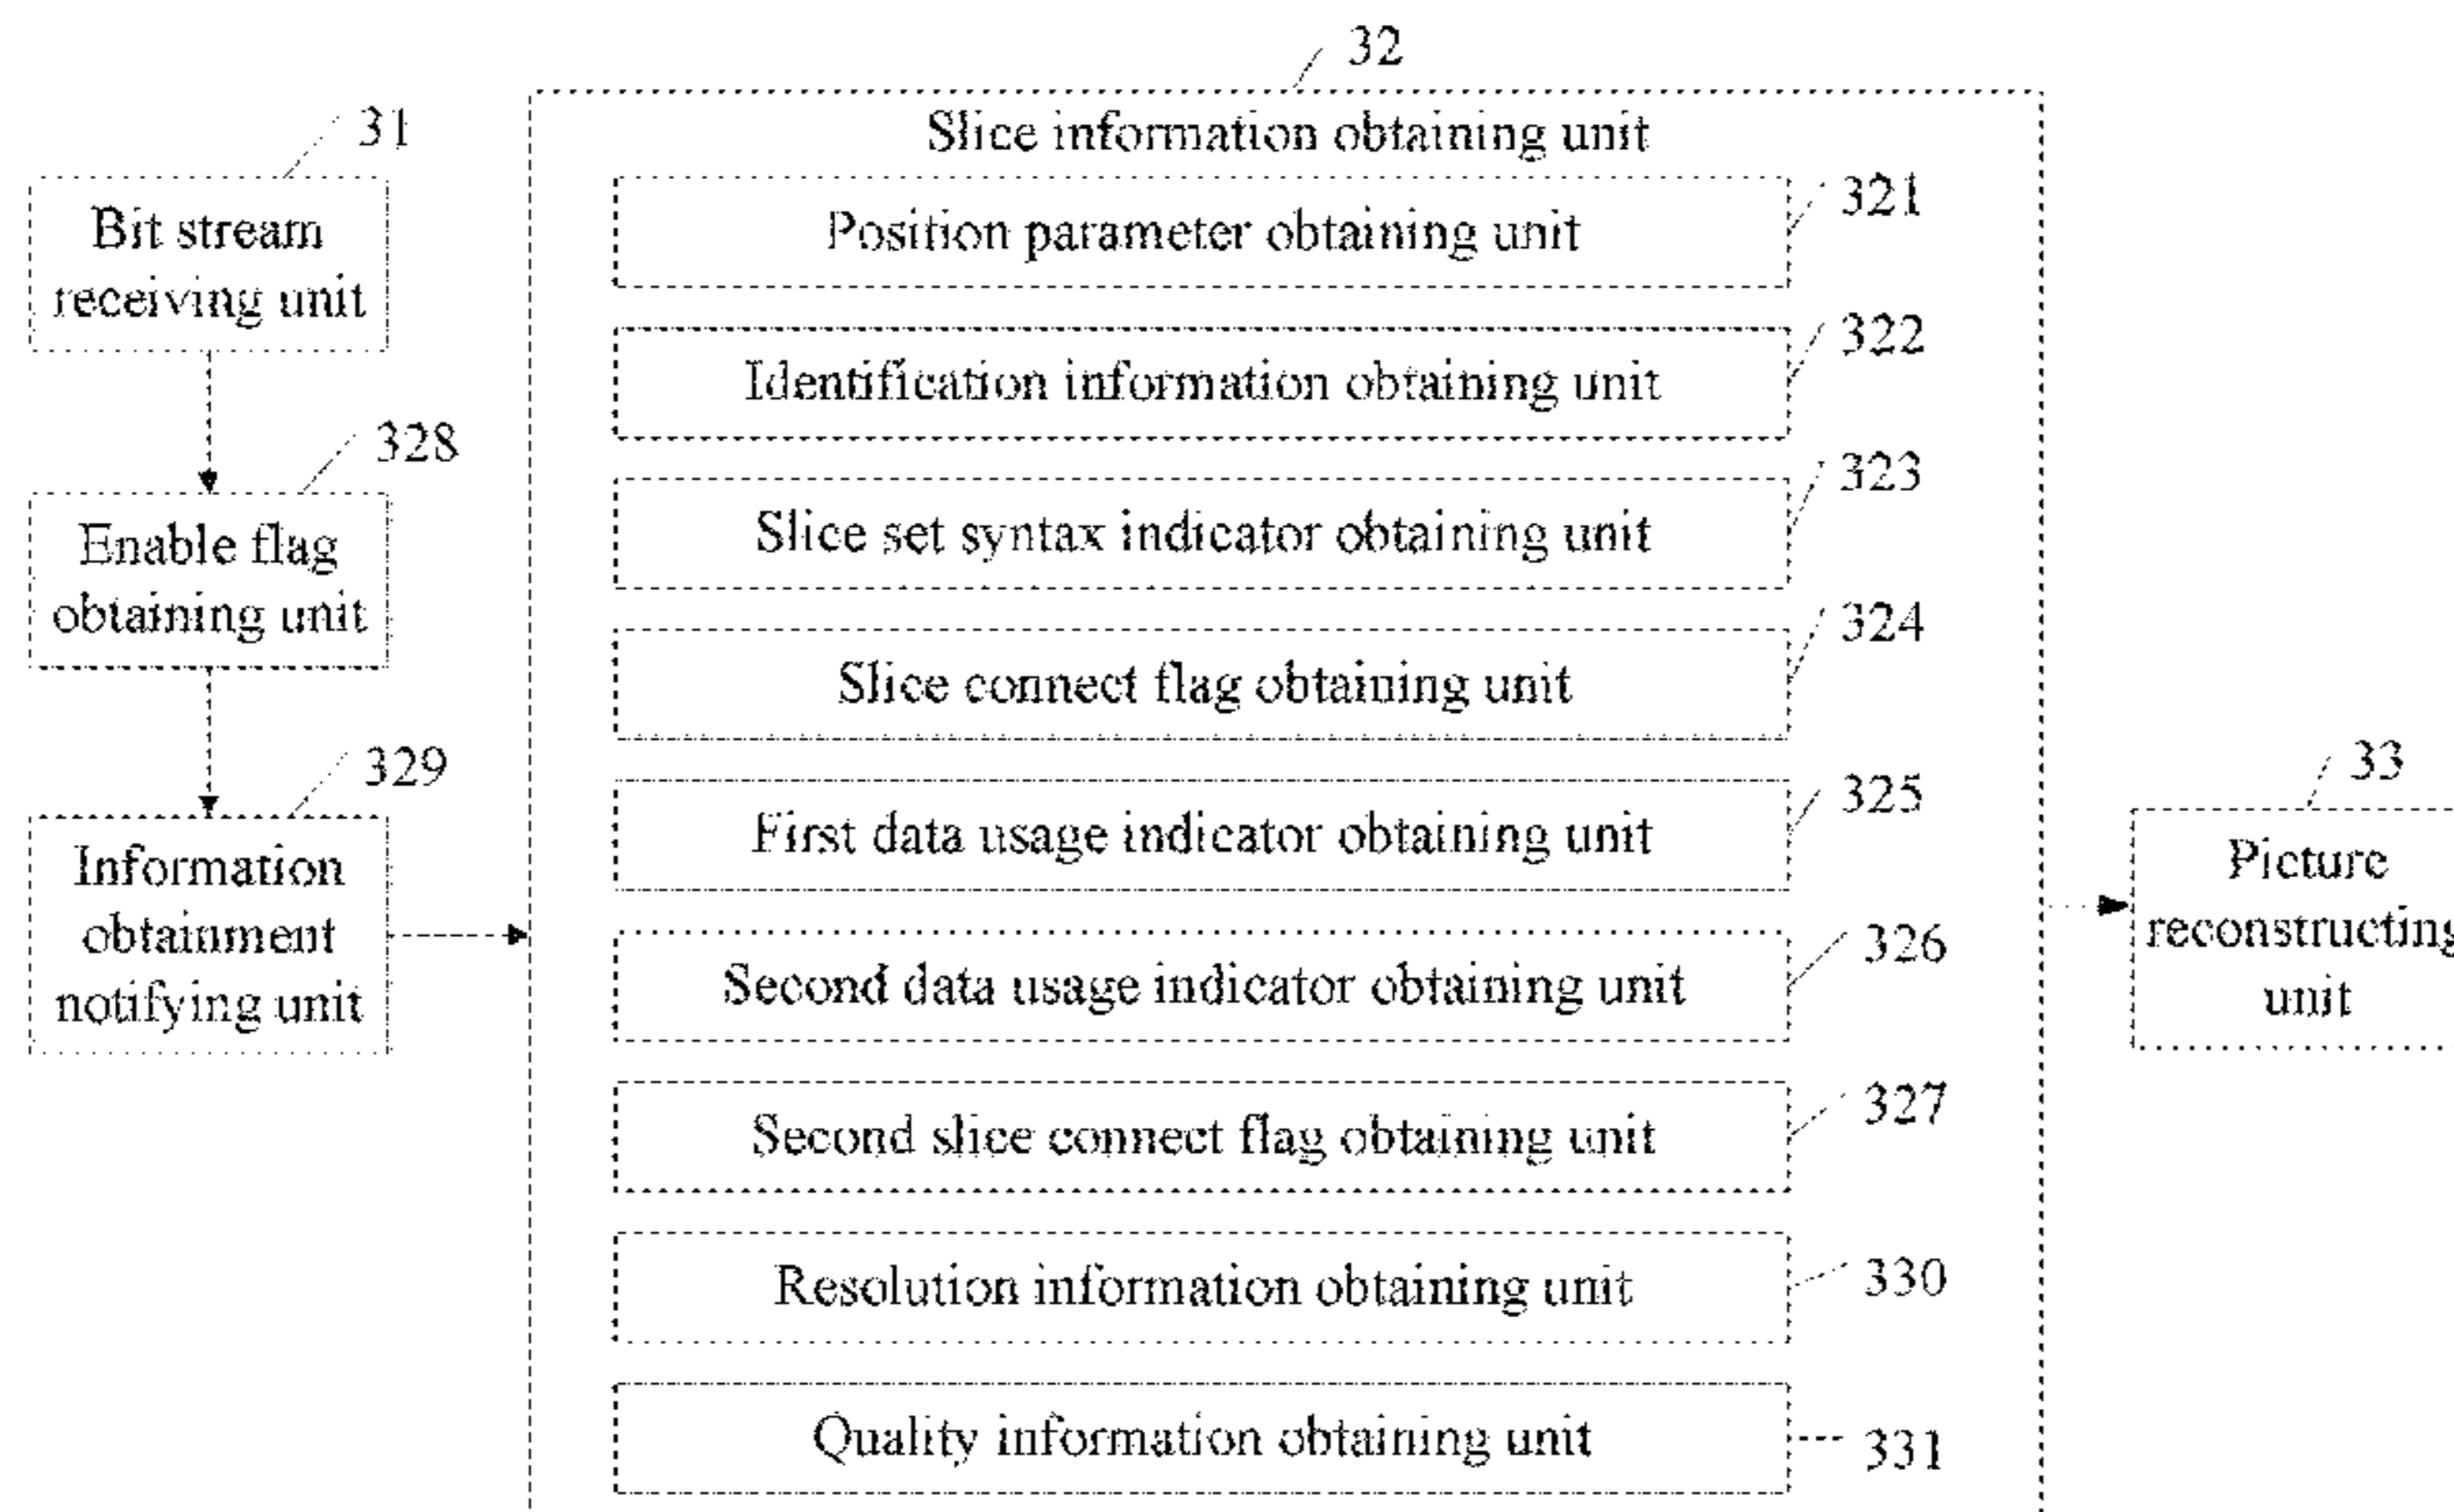 32
Slice information obtaining unit
31
Bit stream
receiving unit
321
Position parameter obtaining unit
322
Identification information obtaining unit
328
Enable flag
obtaining unit
323
Slice set syntax indicator obtaining unit
324
Slice connect flag obtaining unit
329
Information
obtainment
notifying unit
325
First data usage indicator obtaining unit
326
Second data usage indicator obtaining unit
327
Second slice connect flag obtaining unit
330
Resolution information obtaining unit
331
Quality information obtaining unit
33
Picture
reconstructing
unit